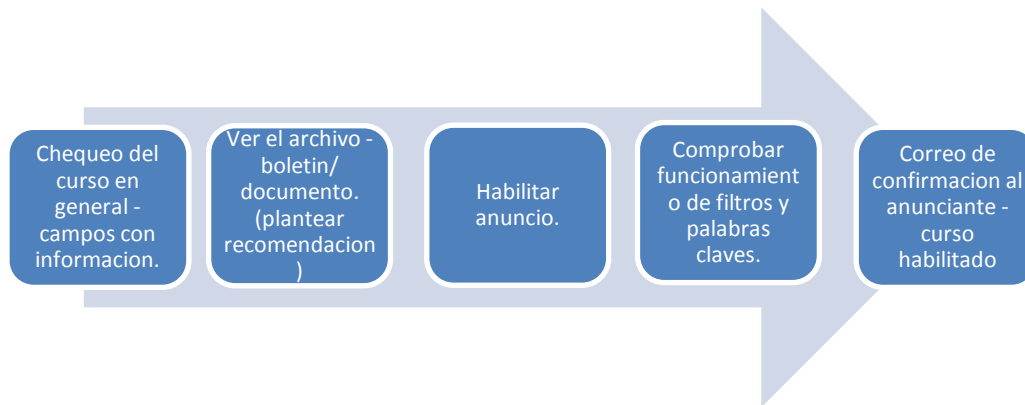 Chequeo del
curso en
general -
campos con
informacion.
Ver el archivo -
boletin/
documento.
(plantear
recomendacion
)
Habilitar
anuncio.
Comprobar
funcionamient
o de filtros y
palabras
claves.
Correo de
confirmacion al
anunciante -
curso
habilitado